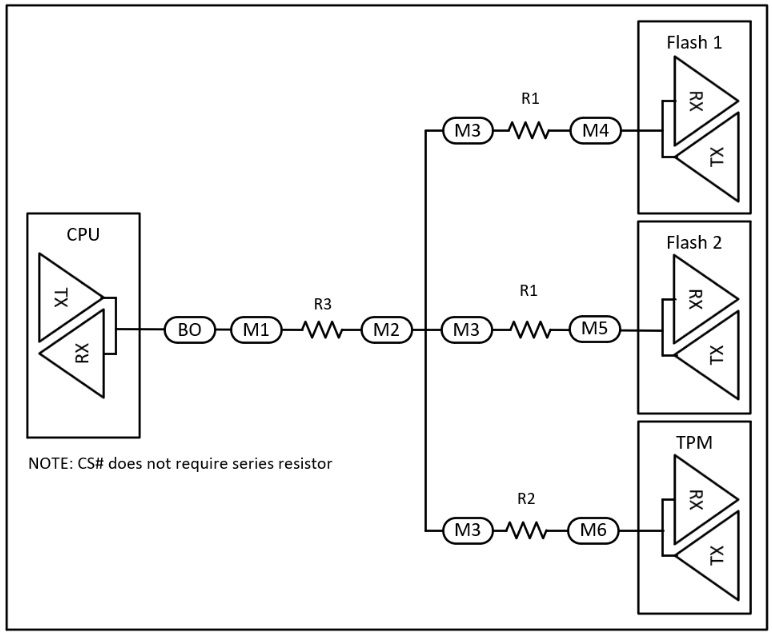 Flash 1
RX
TX
R1
M3
M4
CPU
TX
RX
BO
M1
R3
M2
M3
R1
M5
Flash 2
RX
TX
NOTE: CS# does not require series resistor
TPM
RX
TX
R2
M3
M6